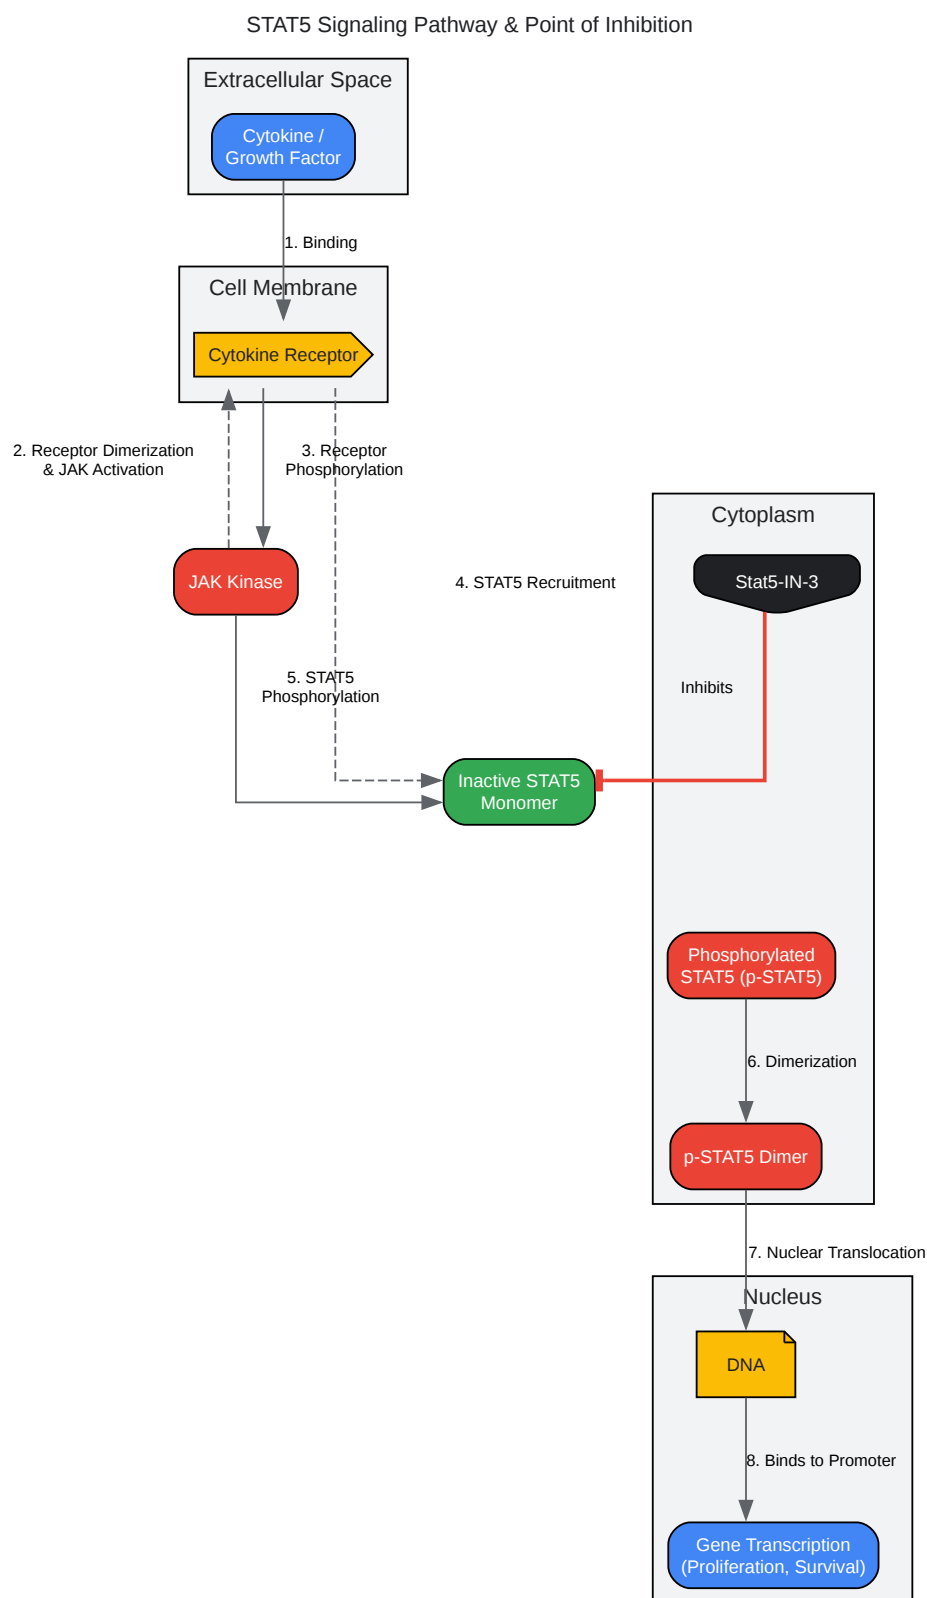 STAT5 Signaling Pathway & Point of Inhibition
Extracellular Space
Cytokine /
Growth Factor
1. Binding
Cell Membrane
Cytokine Receptor
2. Receptor Dimerization
& JAK Activation
3. Receptor
Phosphorylation
Cytoplasm
JAK Kinase
4. STAT5 Recruitment
Stat5-IN-3
5. STAT5
Phosphorylation
Inhibits
Inactive STAT5
Monomer
Phosphorylated
STAT5 (p-STAT5)
6. Dimerization
p-STAT5 Dimer
7. Nuclear Translocation
Nucleus
DNA
8. Binds to Promoter
Gene Transcription
(Proliferation, Survival)